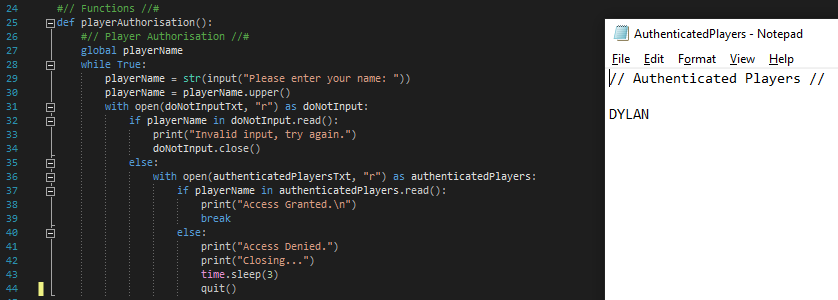 24 #// Functions //#
25 def playerAuthorisation():
26 #// Player Authorisation //#
27 global playerName
28 while True:
29 playerName = str(input("Please enter your name: "))
30 playerName = playerName.upper()
31 with open(doNotInputTxt, "r") as doNotInput:
32 if playerName in doNotInput.read():
33 print("Invalid input, try again.")
34 doNotInput.close()
35 else:
36 with open(authenticatedPlayersTxt, "r") as authenticatedPlayers:
37 if playerName in authenticatedPlayers.read():
38 print("Access Granted.\n")
39 break
40 else:
41 print("Access Denied.")
42 print("Closing...")
43 time.sleep(3)
44 quit()
AuthenticatedPlayers - Notepad
File Edit Format View Help
// Authenticated Players //
DYLAN